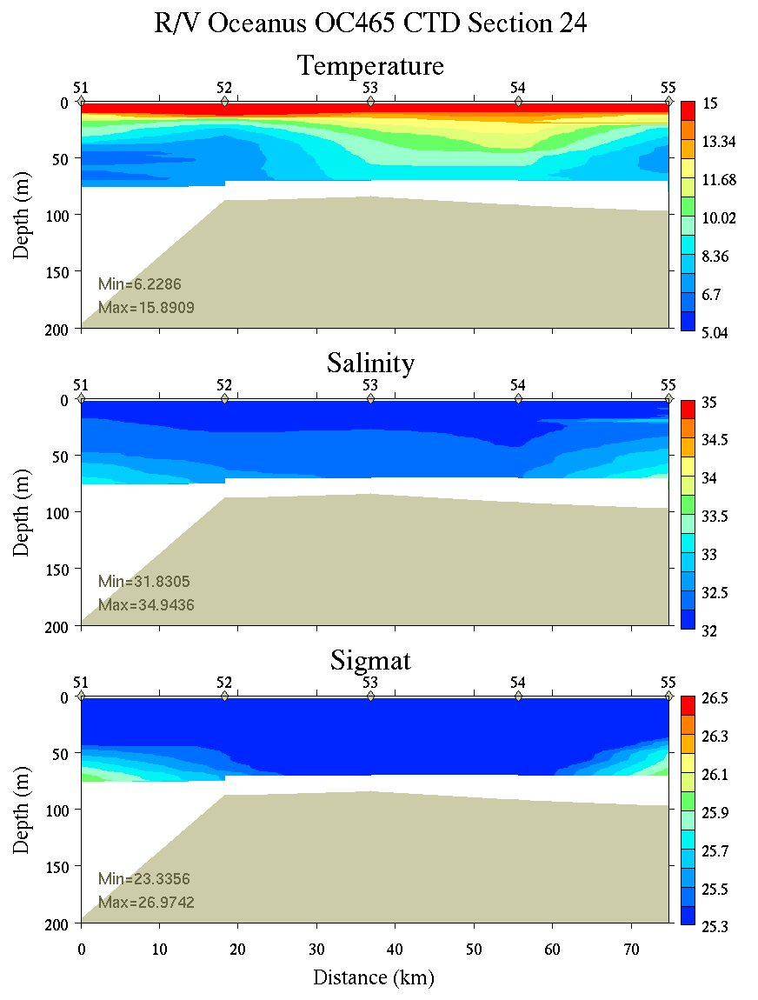 R/V Oceanus OC465 CTD Section 24
Temperature
51 52 53 54 55
0
50
100
150
200
Depth (m)
Min=6.2286
Max=15.8909
15
13.34
11.68
10.02
8.36
6.7
5.04
Salinity
51 52 53 54 55
0
50
100
150
200
Depth (m)
Min=31.8305
Max=34.9436
35
34.5
34
33.5
33
32.5
32
Sigmat
51 52 53 54 55
0
50
100
150
200
Depth (m)
Min=23.3356
Max=26.9742
26.5
26.3
26.1
25.9
25.7
25.5
25.3
0 10 20 30 40 50 60 70
Distance (km)